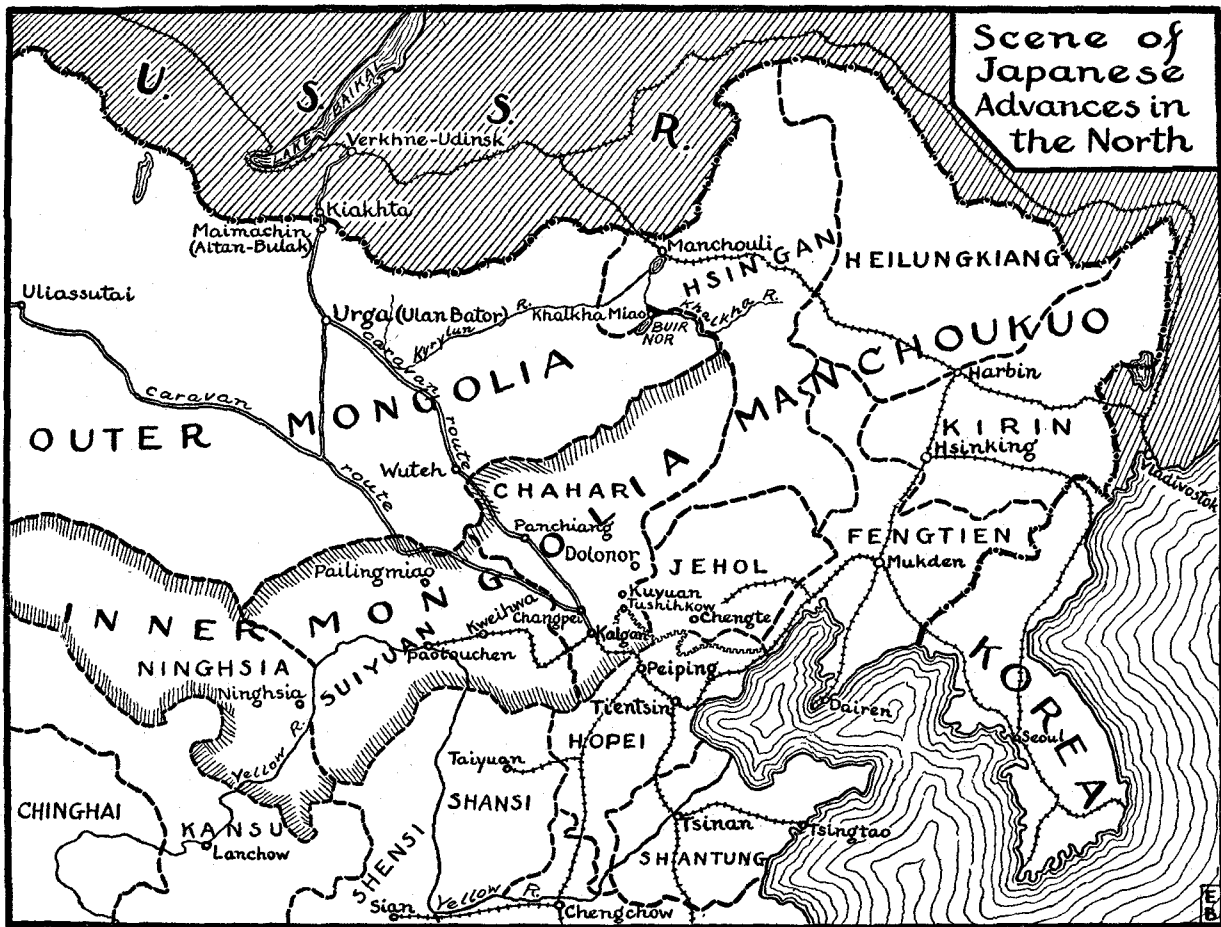 Scene of
Japanese
Advances in
the North
U. S. S. R.
LAKE BAIKAL
Verkhne-Udinsk
Kiakhta
Maimachin
(Altan-Bulak)
Manchouli
HSINGAN
HEILUNGKIANG
Uliassutai
Urga (Ulan Bator)
Kyrylun R.
Khalkha Miao
Khalkha R.
BUIR
NOR
MANCHOUKUO
Harbin
caravan
route
caravan
route
OUTER MONGOLIA
KIRIN
Hsinking
Vladivostok
Wuteh
CHAHAR
Panchiang
Dolonor
JEHOL
FENGTIEN
Mukden
Pailingmiao
INNER MONGOLIA
Kuyuan
Tushihkow
Chengte
Kweihwa
Changpei
Kalgan
Paotouchen
Peiping
NINGHSIA
Ninghsia
SUIYUAN
Tientsin
Dairen
KOREA
Seoul
HOPEI
Yellow R.
Taiyuan
SHANSI
CHINGHAI
KANSU
Lanchow
SHENSI
Tsinan
Tsingtao
SHANTUNG
Sian
Yellow R.
Chengchow
E
B